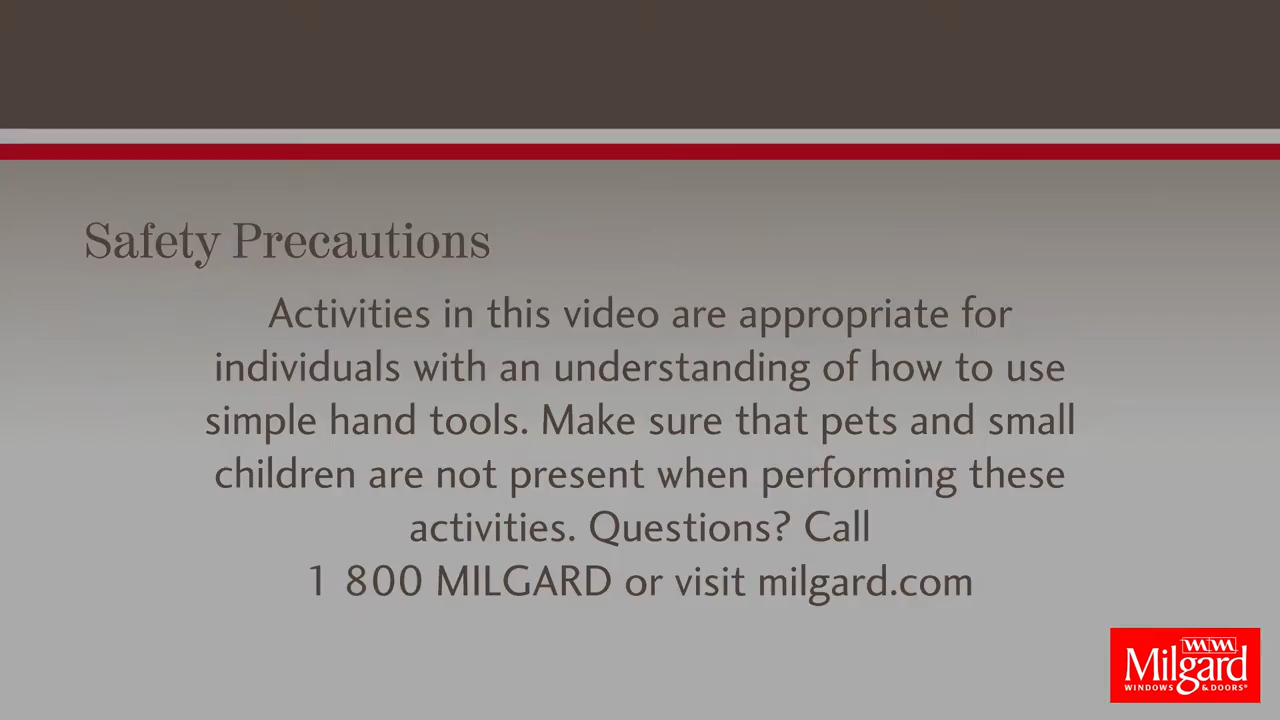 Safety Precautions
Activities in this video are appropriate for
individuals with an understanding of how to use
simple hand tools. Make sure that pets and small
children are not present when performing these
activities. Questions? Call
1 800 MILGARD or visit milgard.com
Milgard
WINDOWS & DOORS®